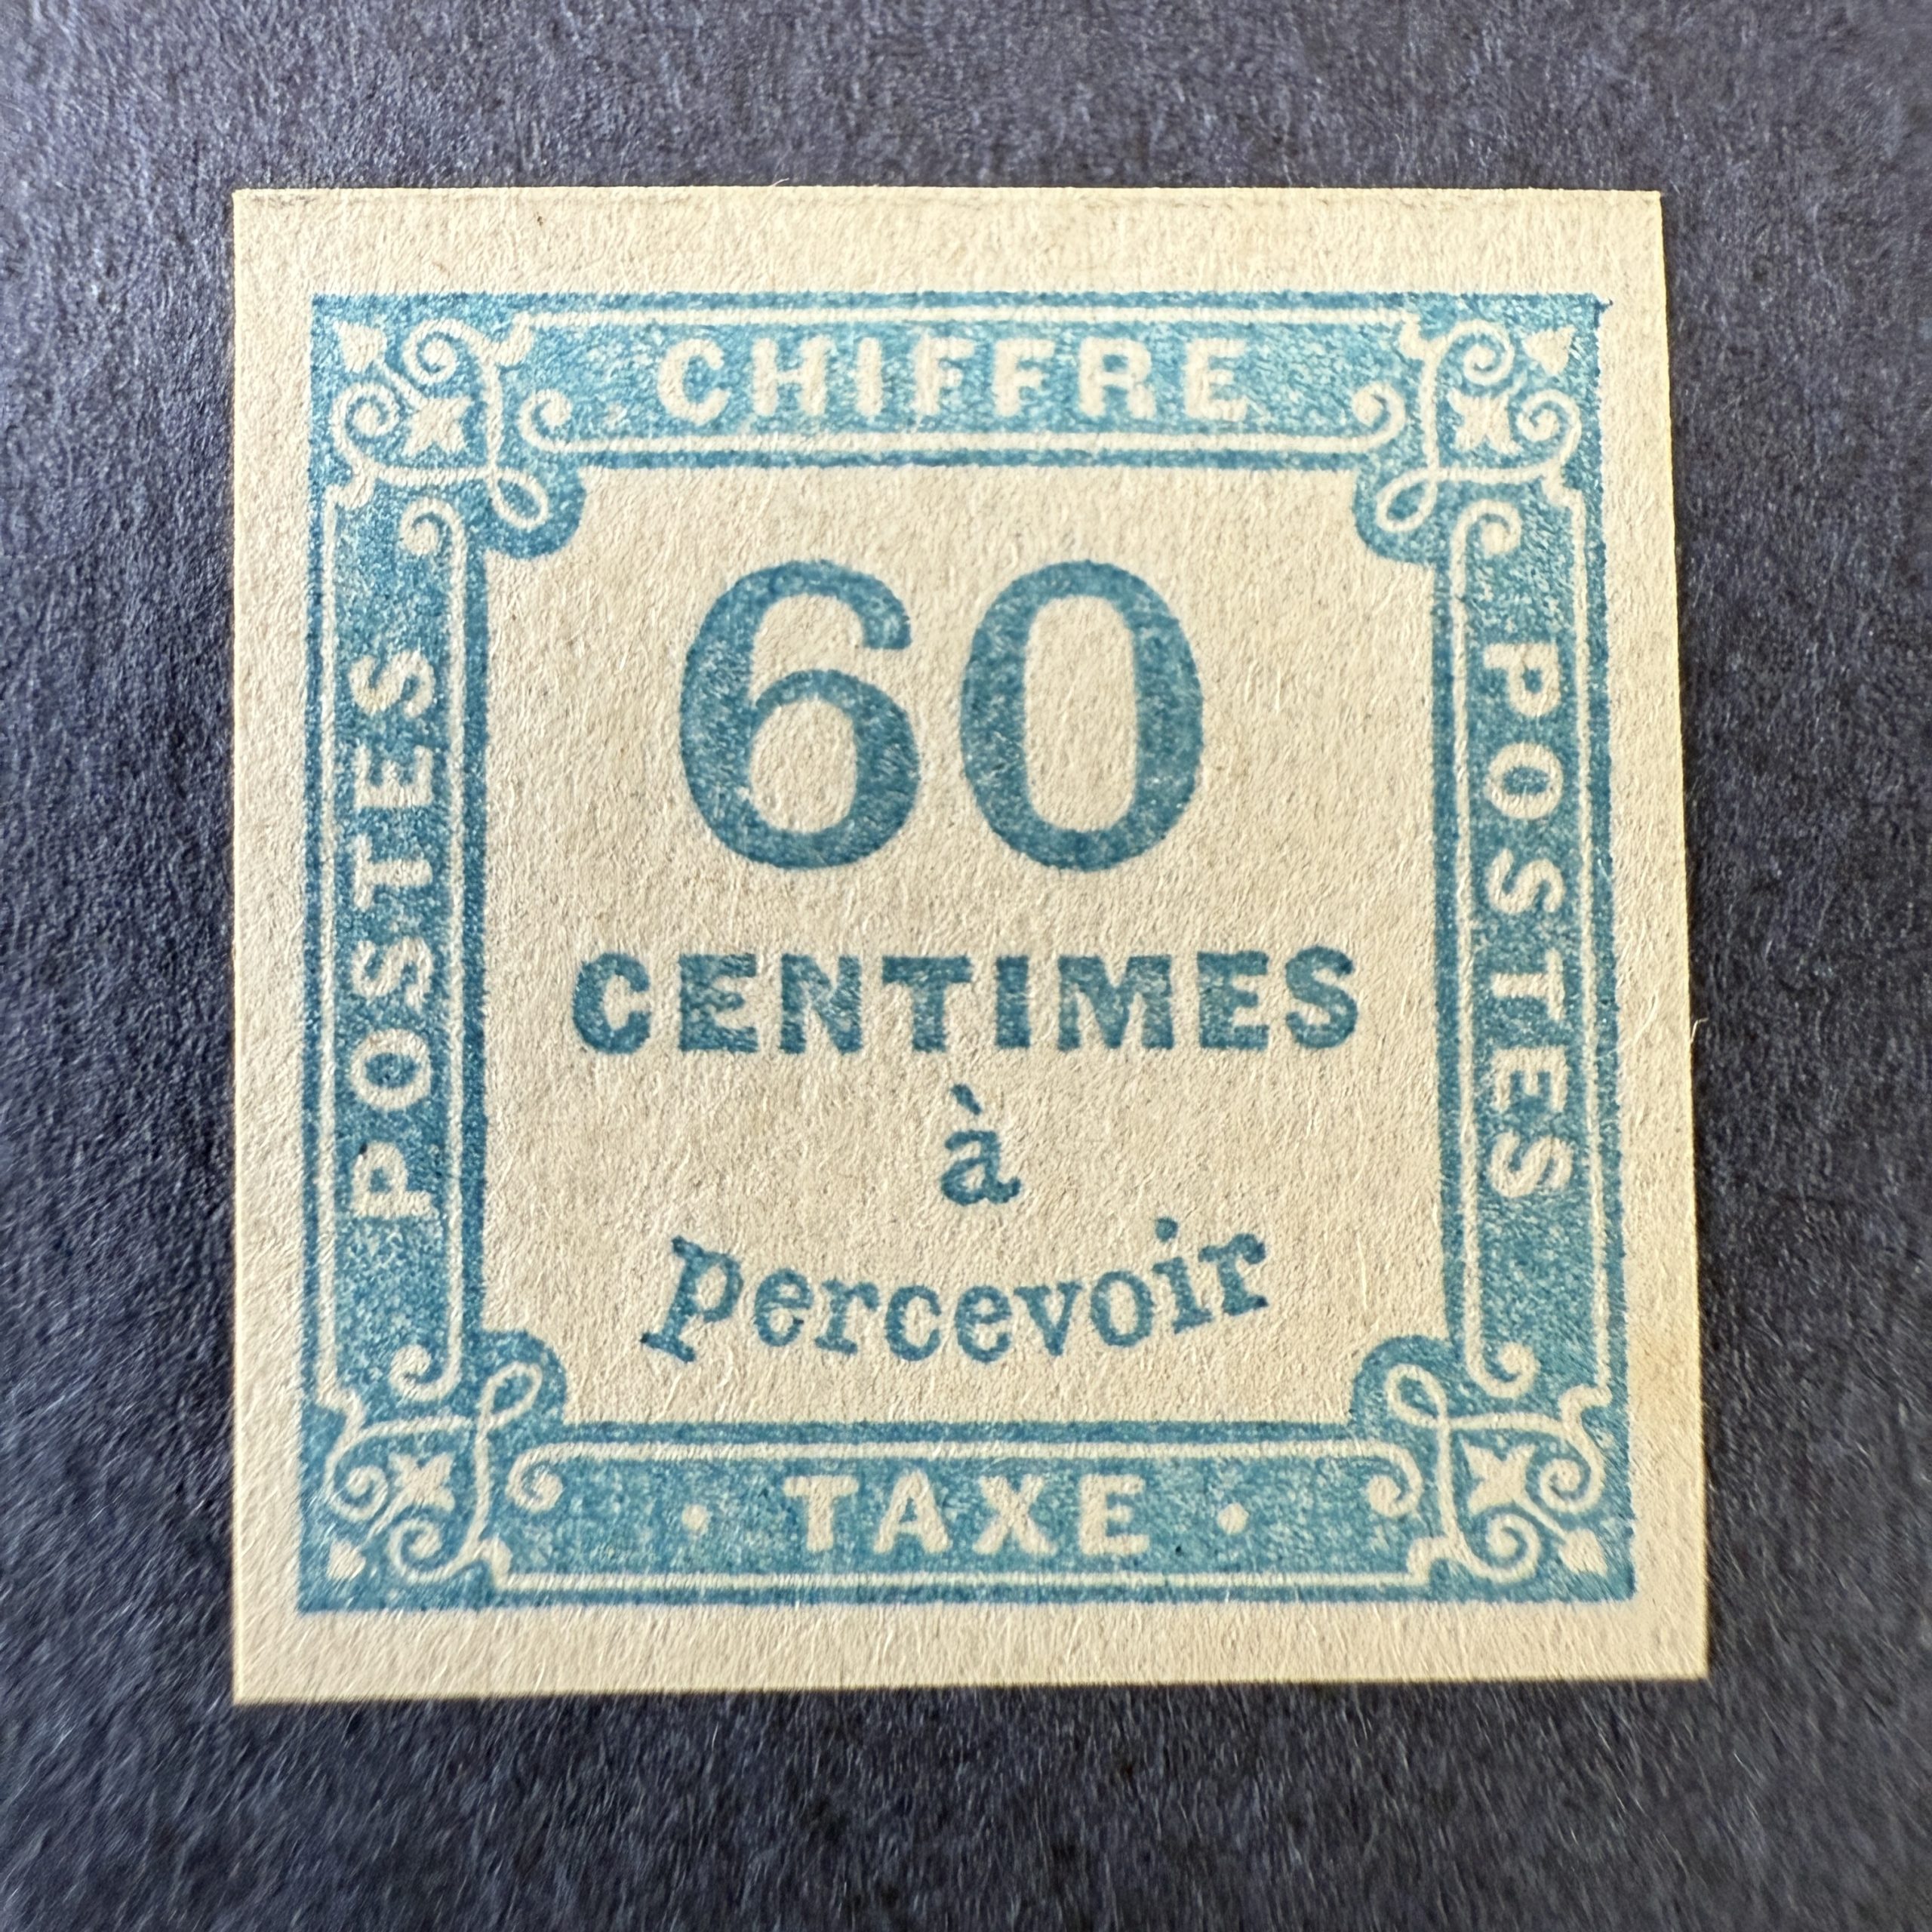 CHIFFRE
POSTES
60
CENTIMES
à
percevoir
POSTES
· TAXE ·